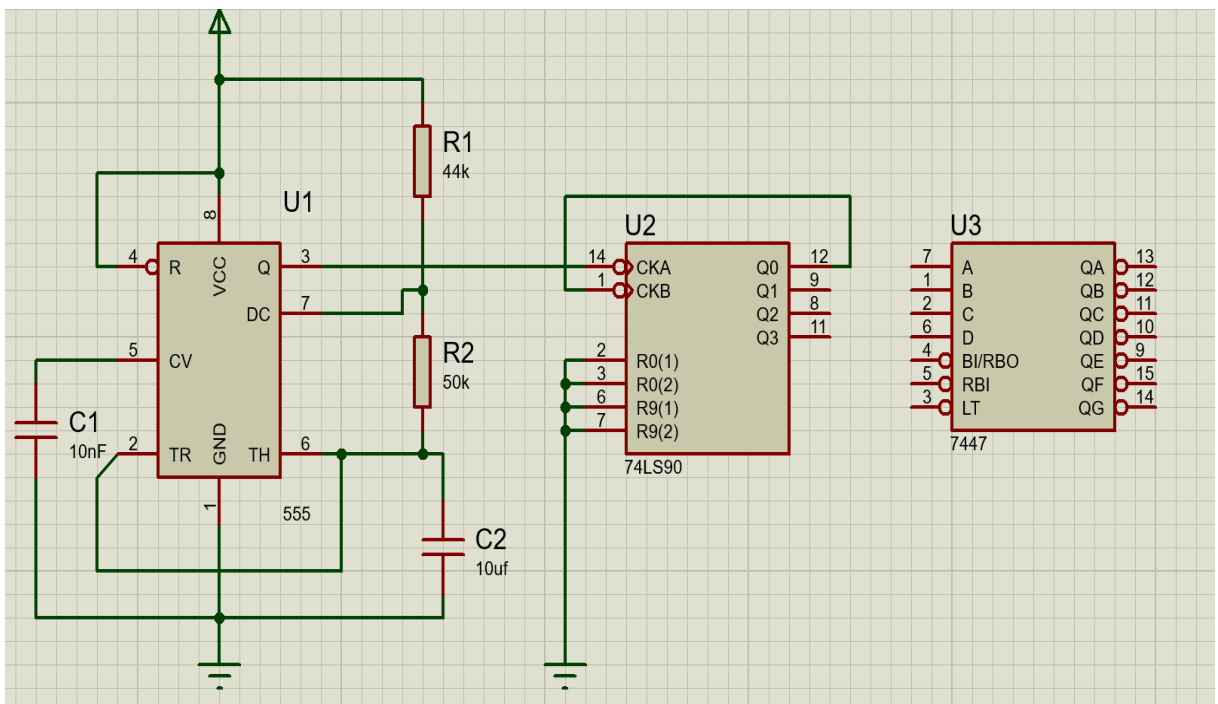 R1
44k
U1
8
4
R
VCC
Q
3
DC
7
5
CV
R2
50k
C1
10nF
2
TR
GND
TH
6
1
555
C2
10uf
U2
14
CKA
Q0
12
1
CKB
Q1
9
Q2
8
Q3
11
2
R0(1)
3
R0(2)
6
R9(1)
7
R9(2)
74LS90
U3
7
A
QA
13
1
B
QB
12
2
C
QC
11
6
D
QD
10
4
BI/RBO
QE
9
5
RBI
QF
15
3
LT
QG
14
7447